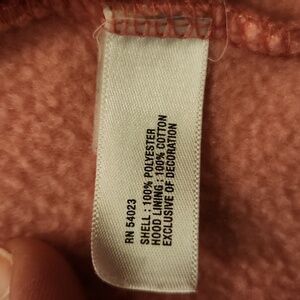 RN 54023
SHELL : 100% POLYESTER
HOOD LINING : 100% COTTON
EXCLUSIVE OF DECORATION